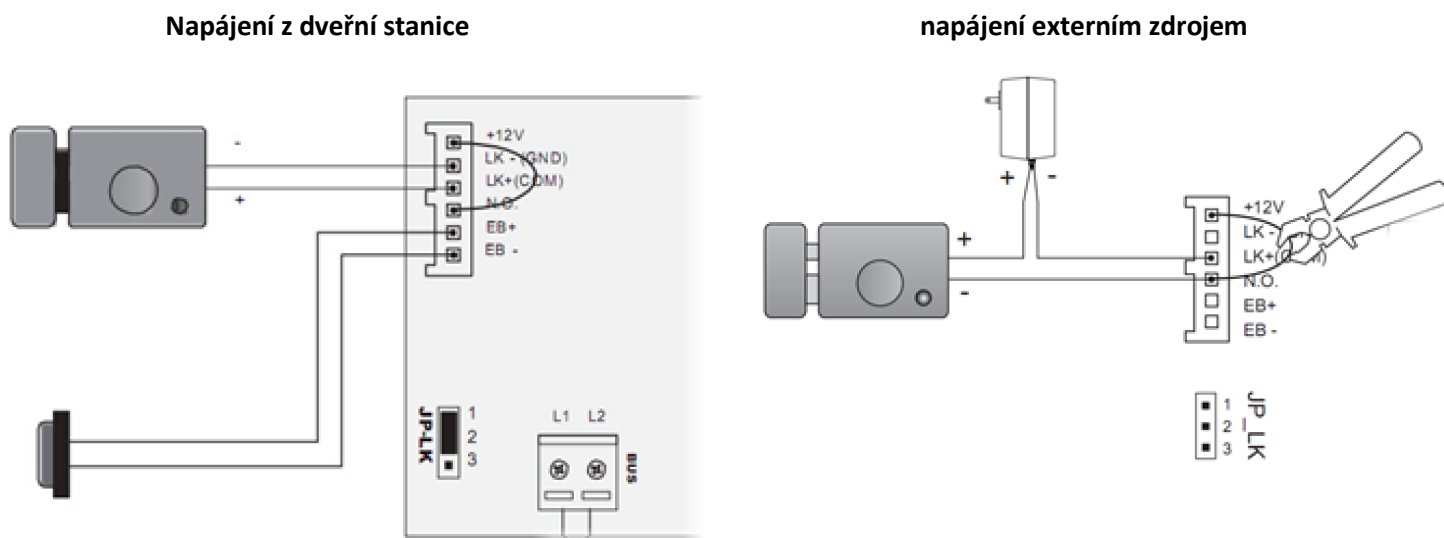 Napájení z dveřní stanice
napájení externím zdrojem
-
+
+12V
LK - (GND)
LK+(COM)
N.O.
EB+
EB -
JP-LK
1
2
3
L1 L2
BUS
+ -
+
-
+12V
LK -
LK+(COM)
N.O.
EB+
EB -
1
2
3
JP_LK